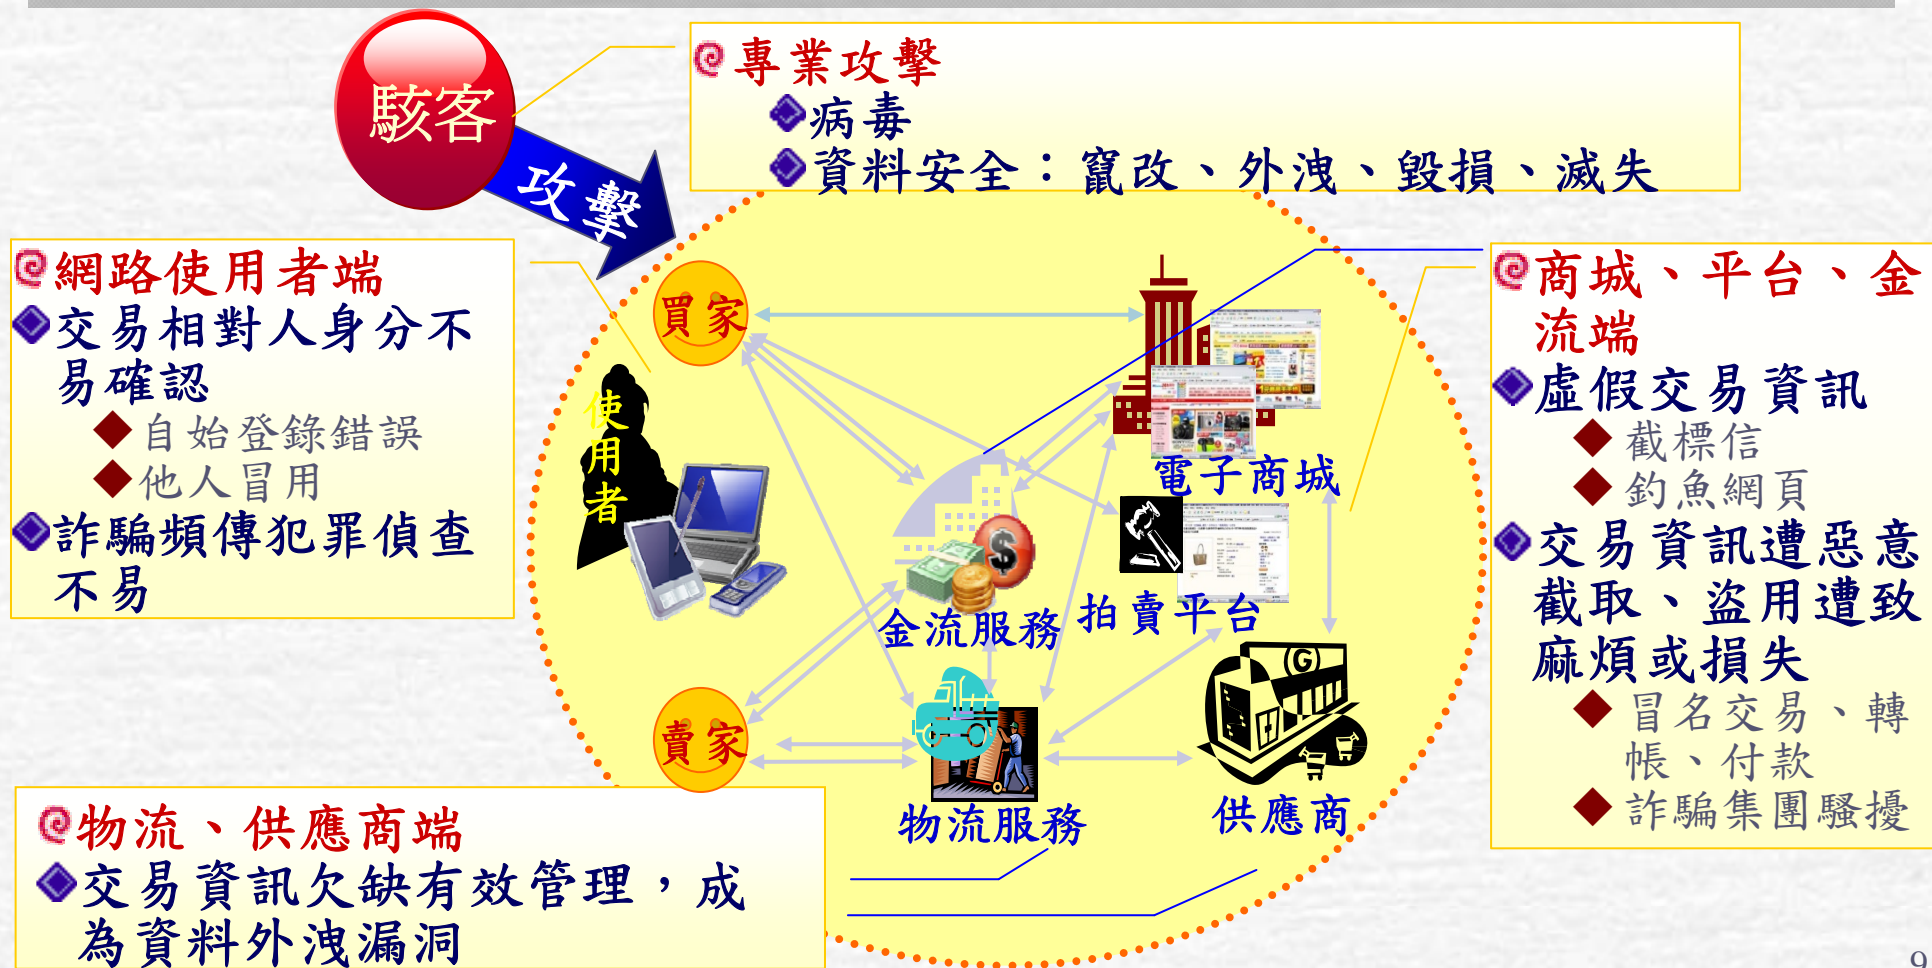 駭客
攻擊
專業攻擊
病毒
資料安全：竄改、外洩、毀損、滅失
網路使用者端
交易相對人身分不
易確認
自始登錄錯誤
他人冒用
詐騙頻傳犯罪偵查
不易
買家
使用者
電子商城
金流服務
拍賣平台
賣家
物流服務
供應商
(G)
$
商城、平台、金
流端
虛假交易資訊
截標信
釣魚網頁
交易資訊遭惡意
截取、盜用遭致
麻煩或損失
冒名交易、轉
帳、付款
詐騙集團騷擾
物流、供應商端
交易資訊欠缺有效管理，成
為資料外洩漏洞
9